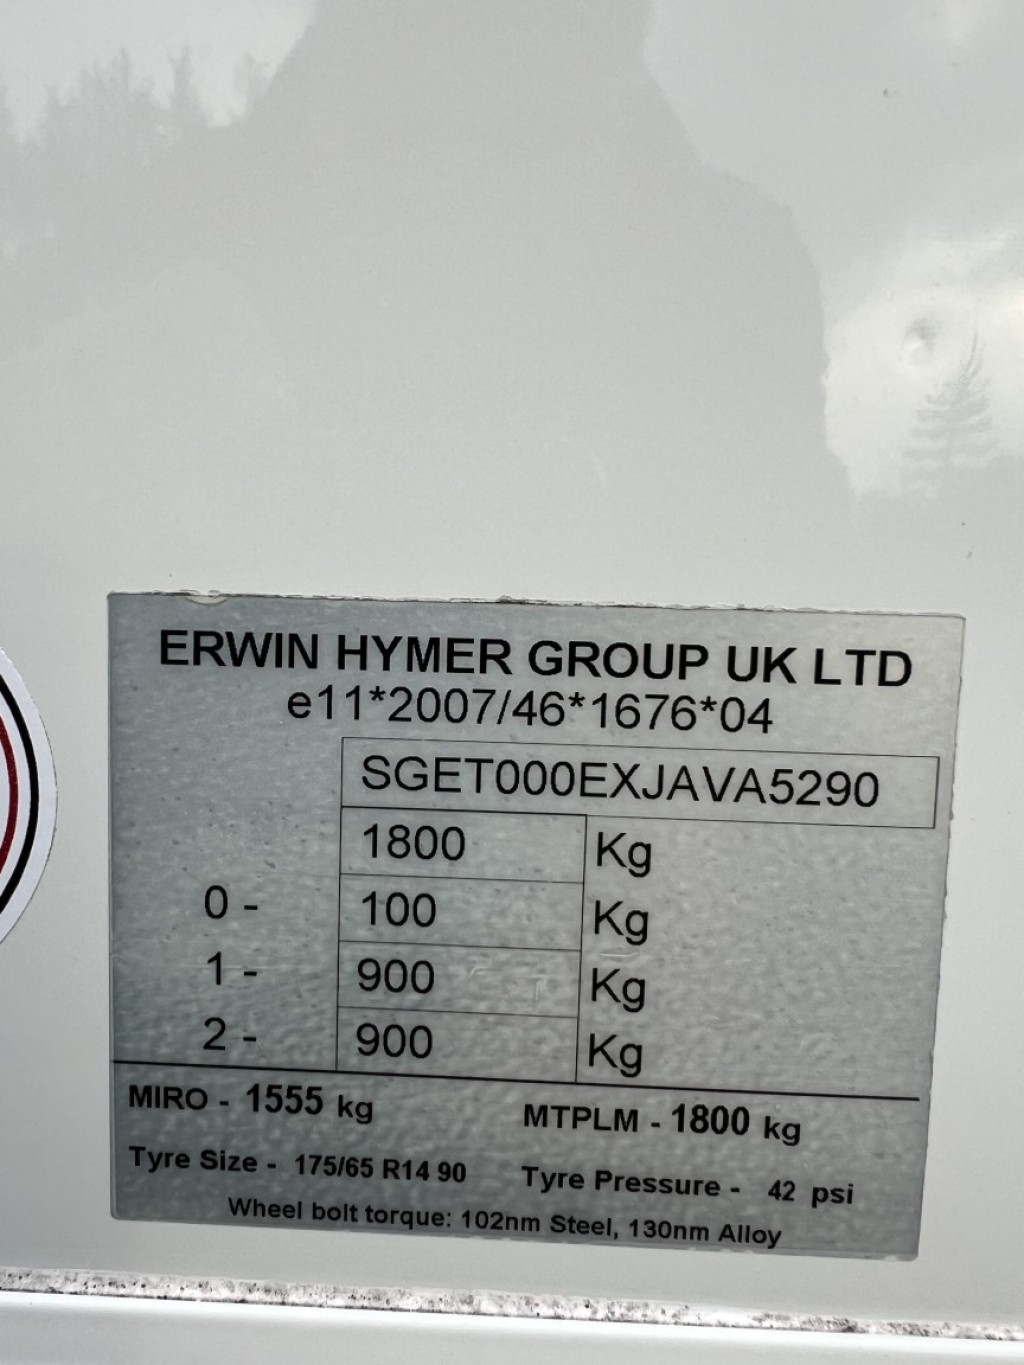 ERWIN HYMER GROUP UK LTD
e11*2007/46*1676*04
SGET000EXJAVA5290
1800 Kg
0 - 100 Kg
1 - 900 Kg
2 - 900 Kg
MIRO - 1555 kg MTPLM - 1800 kg
Tyre Size - 175/65 R14 90 Tyre Pressure - 42 psi
Wheel bolt torque: 102nm Steel, 130nm Alloy